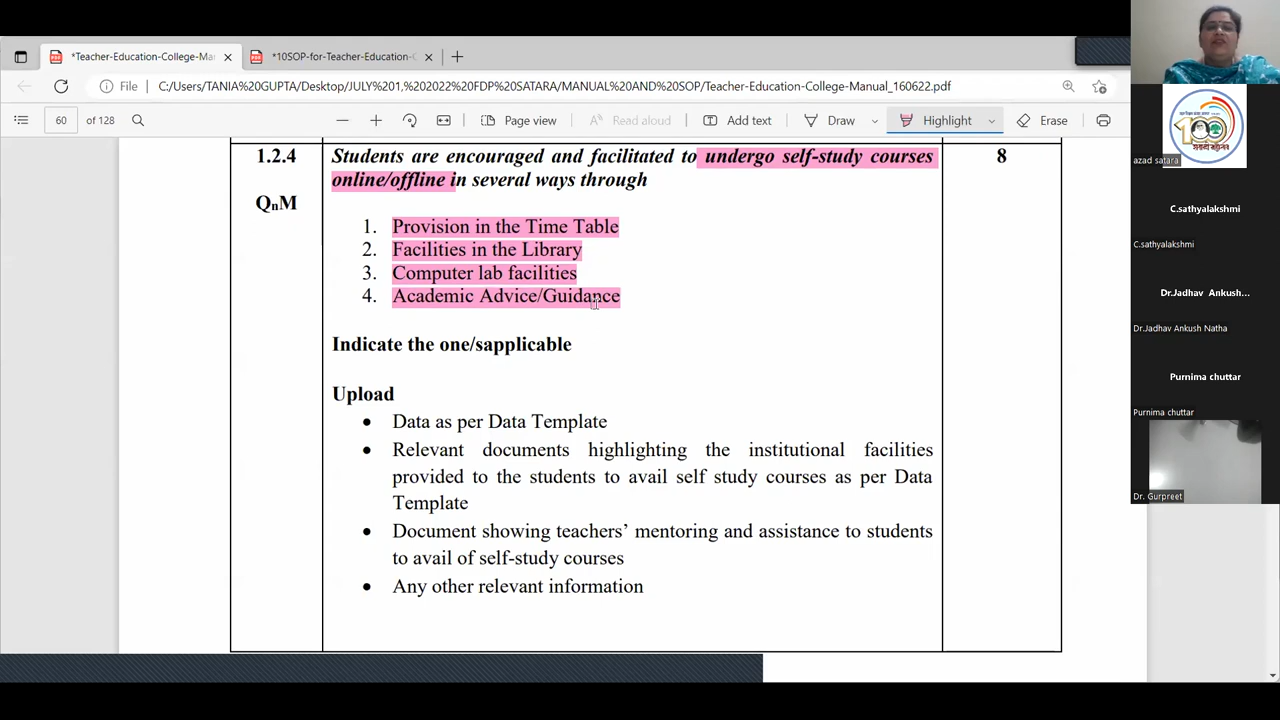 *Teacher-Education-College-Ma
*10SOP-for-Teacher-Education-C
File
C:/Users/TANIA%20GUPTA/Desktop/JULY%201,%202022%20FDP%20SATARA/MANUAL%20AND%20SOP/Teacher-Education-College-Manual_160622.pdf
60 of 128
Page view
Read aloud
Add text
Draw
Highlight
Erase
1.2.4
QnM
Students are encouraged and facilitated to undergo self-study courses
online/offline in several ways through
1. Provision in the Time Table
2. Facilities in the Library
3. Computer lab facilities
4. Academic Advice/Guidance
Indicate the one/sapplicable
Upload
• Data as per Data Template
• Relevant documents highlighting the institutional facilities
provided to the students to avail self study courses as per Data
Template
• Document showing teachers’ mentoring and assistance to students
to avail of self-study courses
• Any other relevant information
8
100
azad satara
C.sathyalakshmi
C.sathyalakshmi
Dr.Jadhav Ankush...
Dr.Jadhav Ankush Natha
Purnima chuttar
Purnima chuttar
Dr. Gurpreet